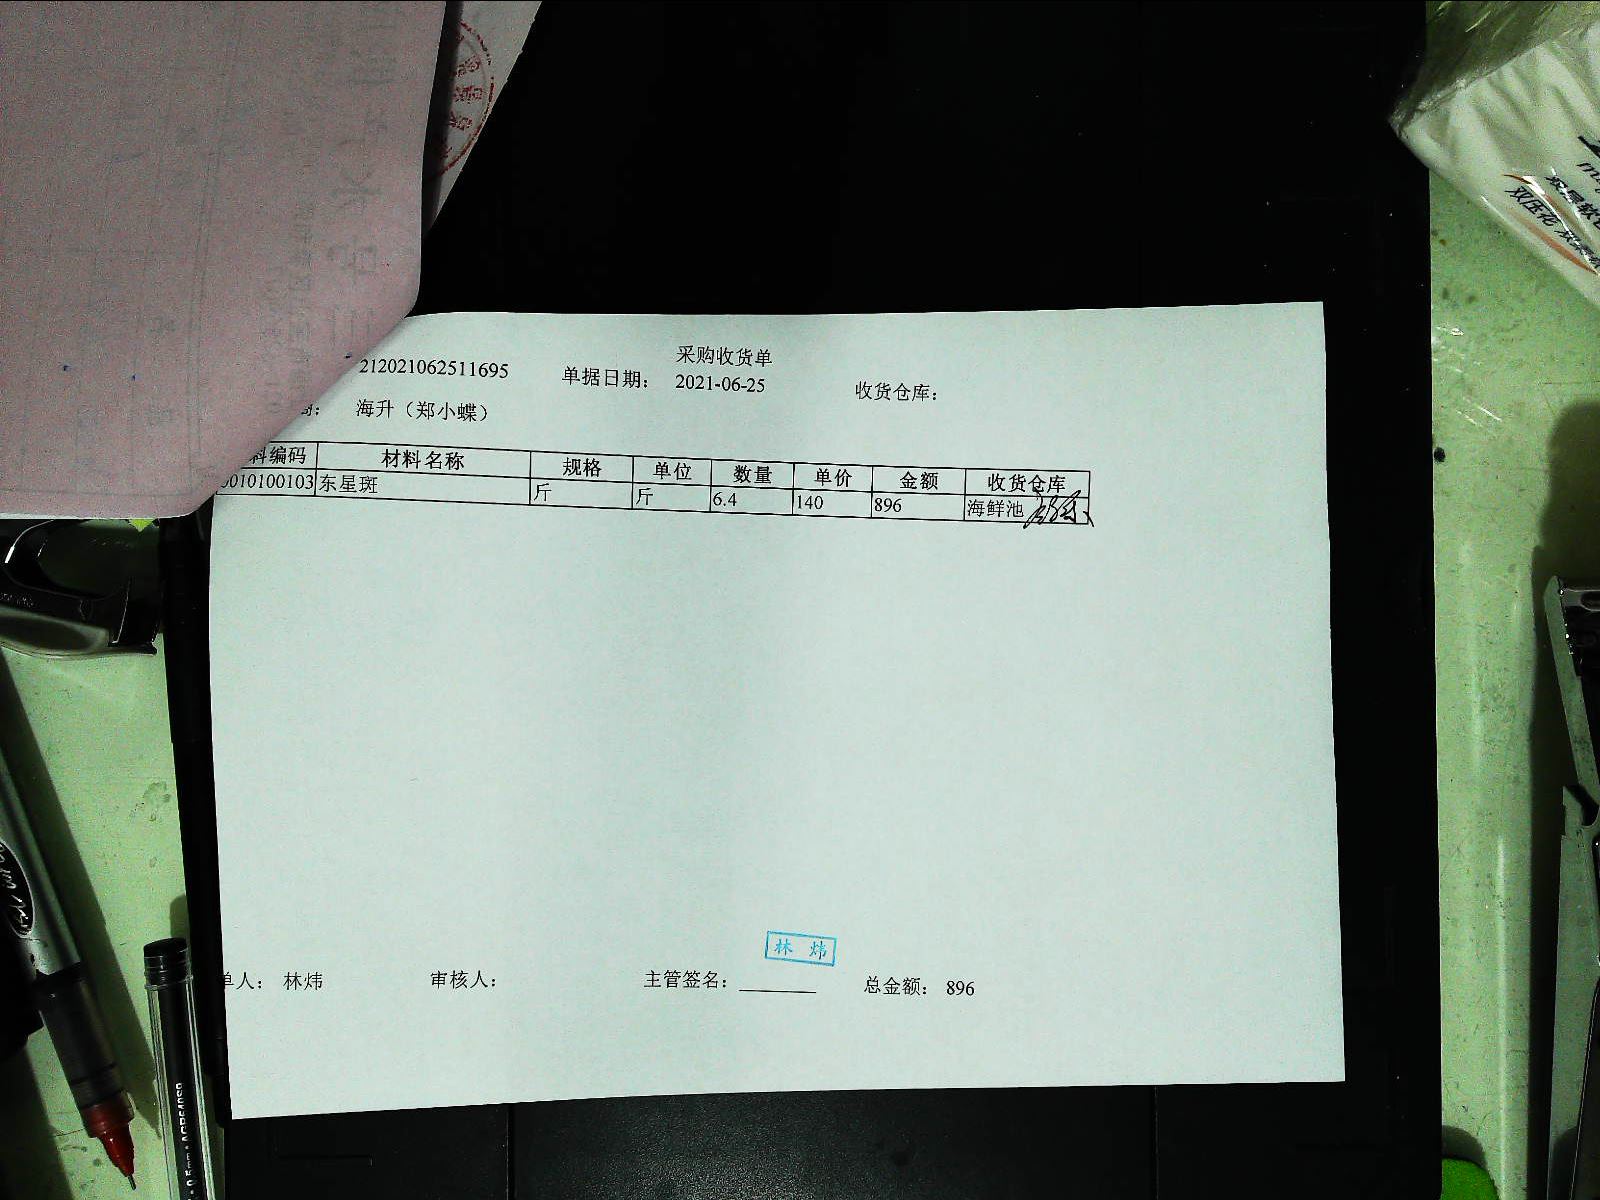 采购收货单
212021062511695 单据日期： 2021-06-25 收货仓库：
海升（郑小蝶）
料编码 材料名称 规格 单位 数量 单价 金额 收货仓库
0010100103 东星斑 斤 斤 6.4 140 896 海鲜池
林 炜
单人： 林炜 审核人： 主管签名： 总金额： 896
双压花